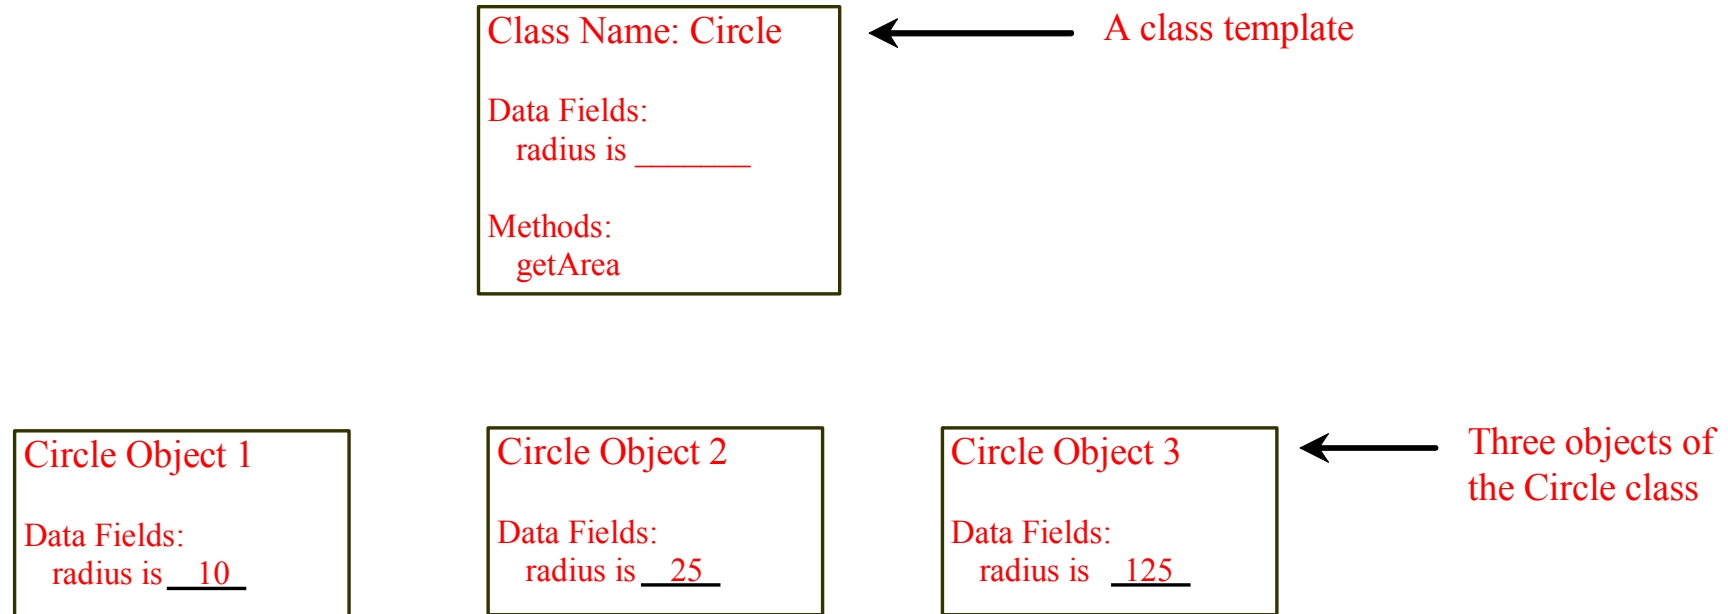 Class Name: Circle
A class template
Data Fields:
radius is _______
Methods:
getArea
Circle Object 1
Data Fields:
radius is 10
Circle Object 2
Data Fields:
radius is 25
Circle Object 3
Data Fields:
radius is 125
Three objects of
the Circle class